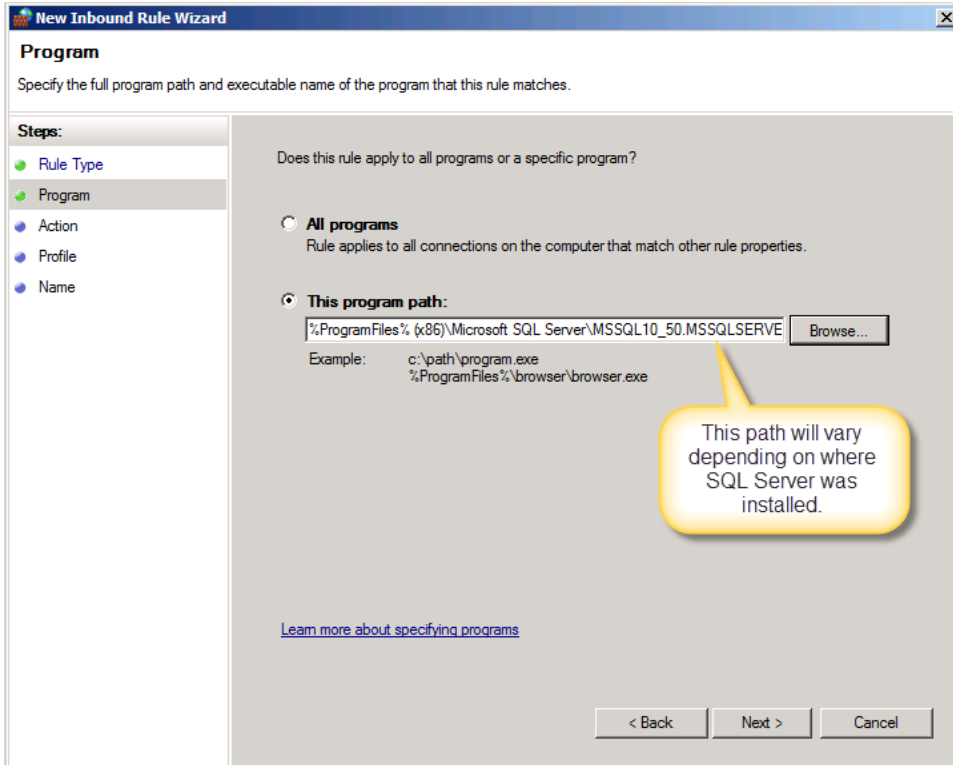 New Inbound Rule Wizard
Program
Specify the full program path and executable name of the program that this rule matches.
Steps:
Rule Type
Program
Action
Profile
Name
Does this rule apply to all programs or a specific program?
All programs
Rule applies to all connections on the computer that match other rule properties.
This program path:
%ProgramFiles% (x86)\Microsoft SQL Server\MSSQL10_50.MSSQLSERVE
Browse...
Example: c:\path\program.exe
%ProgramFiles%\browser\browser.exe
This path will vary
depending on where
SQL Server was
installed.
Learn more about specifying programs
< Back
Next >
Cancel